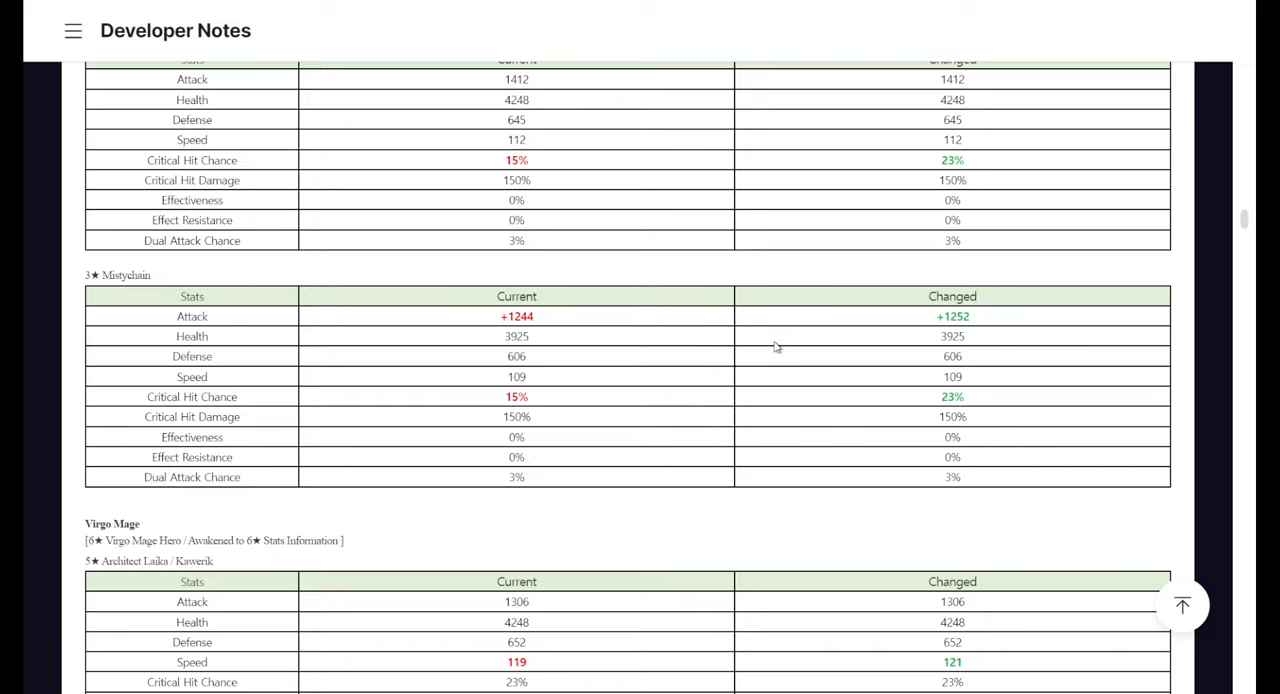 Developer Notes
Stats Current Changed
Attack 1412 1412
Health 4248 4248
Defense 645 645
Speed 112 112
Critical Hit Chance 15% 23%
Critical Hit Damage 150% 150%
Effectiveness 0% 0%
Effect Resistance 0% 0%
Dual Attack Chance 3% 3%
3★ Mistychain
Stats Current Changed
Attack +1244 +1252
Health 3925 3925
Defense 606 606
Speed 109 109
Critical Hit Chance 15% 23%
Critical Hit Damage 150% 150%
Effectiveness 0% 0%
Effect Resistance 0% 0%
Dual Attack Chance 3% 3%
Virgo Mage
[6★ Virgo Mage Hero / Awakened to 6★ Stats Information ]
5★ Architect Laika / Kawerik
Stats Current Changed
Attack 1306 1306
Health 4248 4248
Defense 652 652
Speed 119 121
Critical Hit Chance 23% 23%